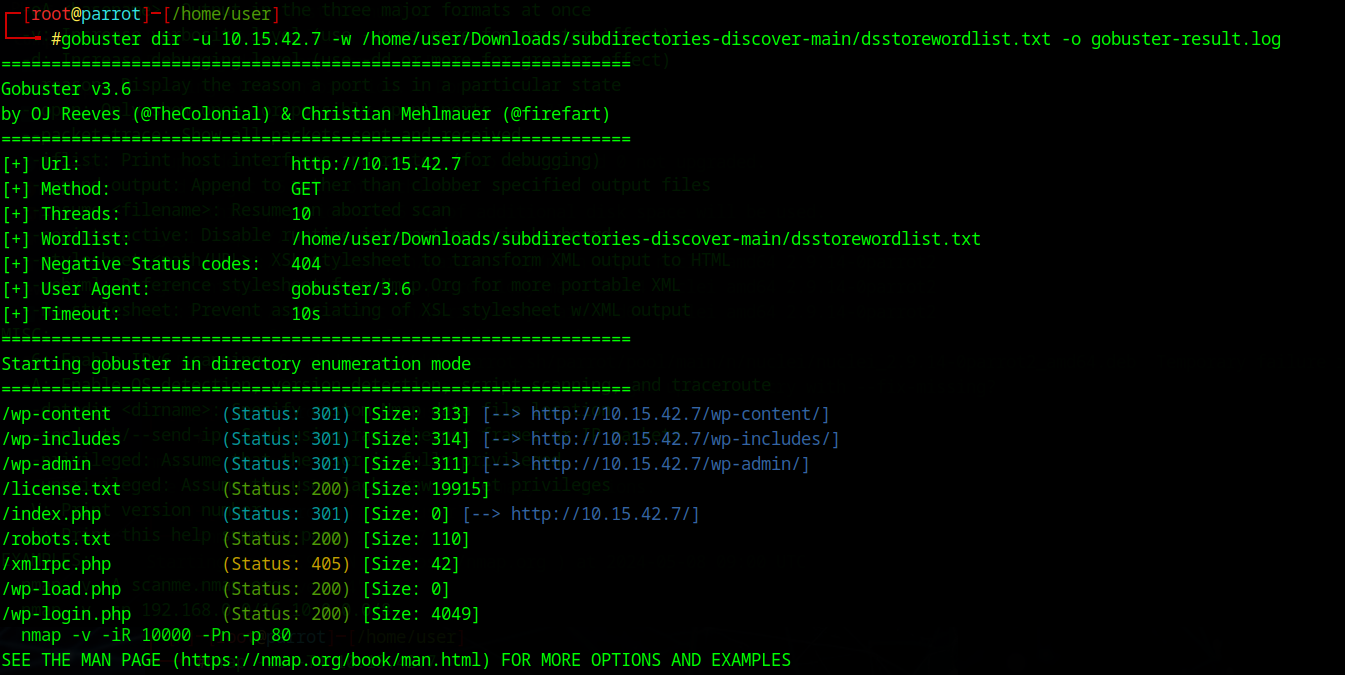 [root@parrot]─[/home/user]
#gobuster dir -u 10.15.42.7 -w /home/user/Downloads/subdirectories-discover-main/dsstorewordlist.txt -o gobuster-result.log
===============================================================
Gobuster v3.6
by OJ Reeves (@TheColonial) & Christian Mehlmauer (@firefart)
===============================================================
[+] Url:                     http://10.15.42.7
[+] Method:                  GET
[+] Threads:                 10
[+] Wordlist:                /home/user/Downloads/subdirectories-discover-main/dsstorewordlist.txt
[+] Negative Status codes:   404
[+] User Agent:              gobuster/3.6
[+] Timeout:                 10s
===============================================================
Starting gobuster in directory enumeration mode
===============================================================
/wp-content           (Status: 301) [Size: 313] [--> http://10.15.42.7/wp-content/]
/wp-includes          (Status: 301) [Size: 314] [--> http://10.15.42.7/wp-includes/]
/wp-admin             (Status: 301) [Size: 311] [--> http://10.15.42.7/wp-admin/]
/license.txt          (Status: 200) [Size: 19915]
/index.php            (Status: 301) [Size: 0] [--> http://10.15.42.7/]
/robots.txt           (Status: 200) [Size: 110]
/xmlrpc.php           (Status: 405) [Size: 42]
/wp-load.php          (Status: 200) [Size: 0]
/wp-login.php         (Status: 200) [Size: 4049]
nmap -v -iR 10000 -Pn -p 80
SEE THE MAN PAGE (https://nmap.org/book/man.html) FOR MORE OPTIONS AND EXAMPLES